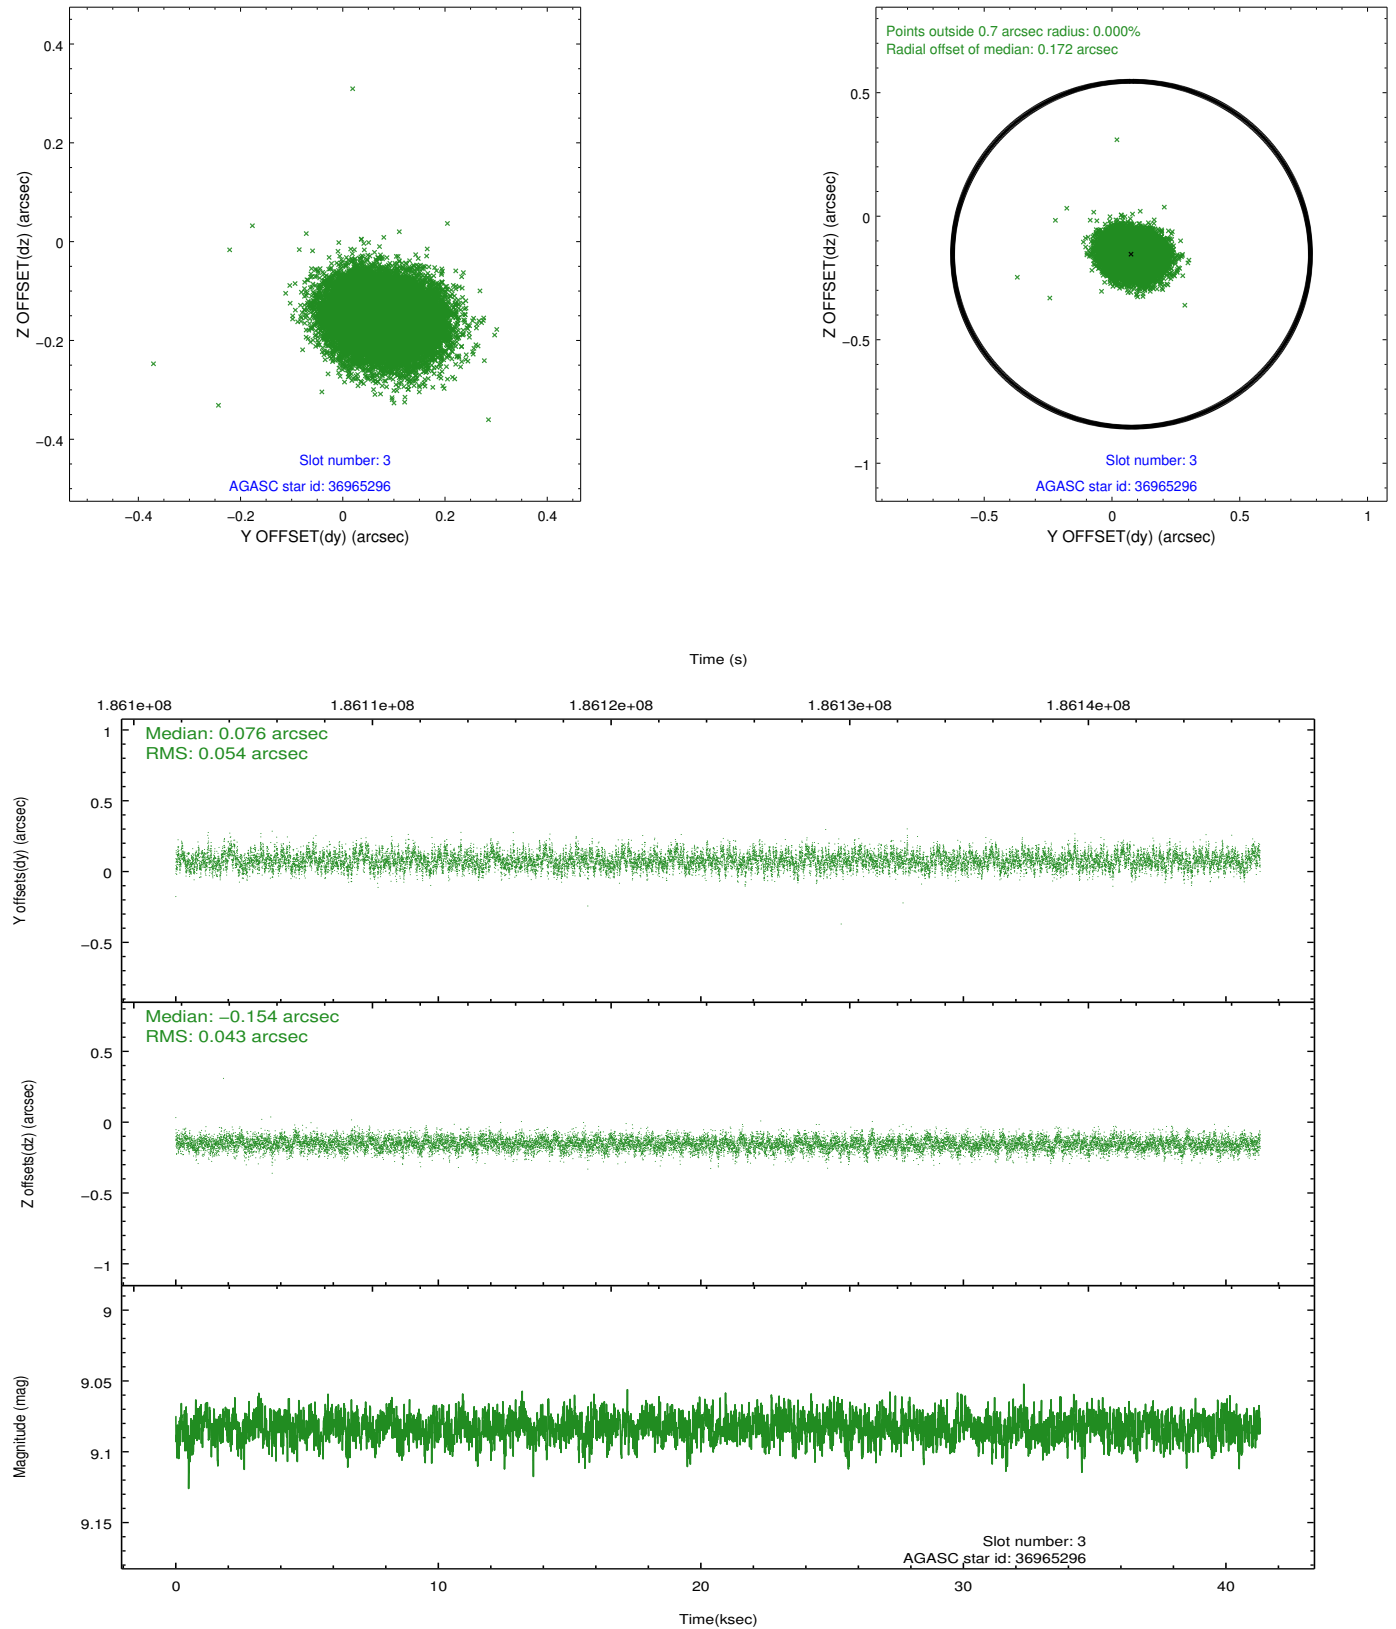 0.4
0.2
0
−0.2
−0.4
Z OFFSET(dz) (arcsec)
Slot number: 3
AGASC star id: 36965296
−0.4 −0.2 0 0.2 0.4
Y OFFSET(dy) (arcsec)
Points outside 0.7 arcsec radius: 0.000%
Radial offset of median: 0.172 arcsec
0.5
0
−0.5
−1
Z OFFSET(dz) (arcsec)
Slot number: 3
AGASC star id: 36965296
−0.5 0 0.5 1
Y OFFSET(dy) (arcsec)
Time (s)
1.861e+08 1.8611e+08 1.8612e+08 1.8613e+08 1.8614e+08
Median: 0.076 arcsec
RMS: 0.054 arcsec
1
0.5
0
−0.5
Y offsets(dy) (arcsec)
Median: −0.154 arcsec
RMS: 0.043 arcsec
0.5
0
−0.5
−1
Z offsets(dz) (arcsec)
9
9.05
9.1
9.15
Magnitude (mag)
Slot number: 3
AGASC star id: 36965296
0 10 20 30 40
Time(ksec)